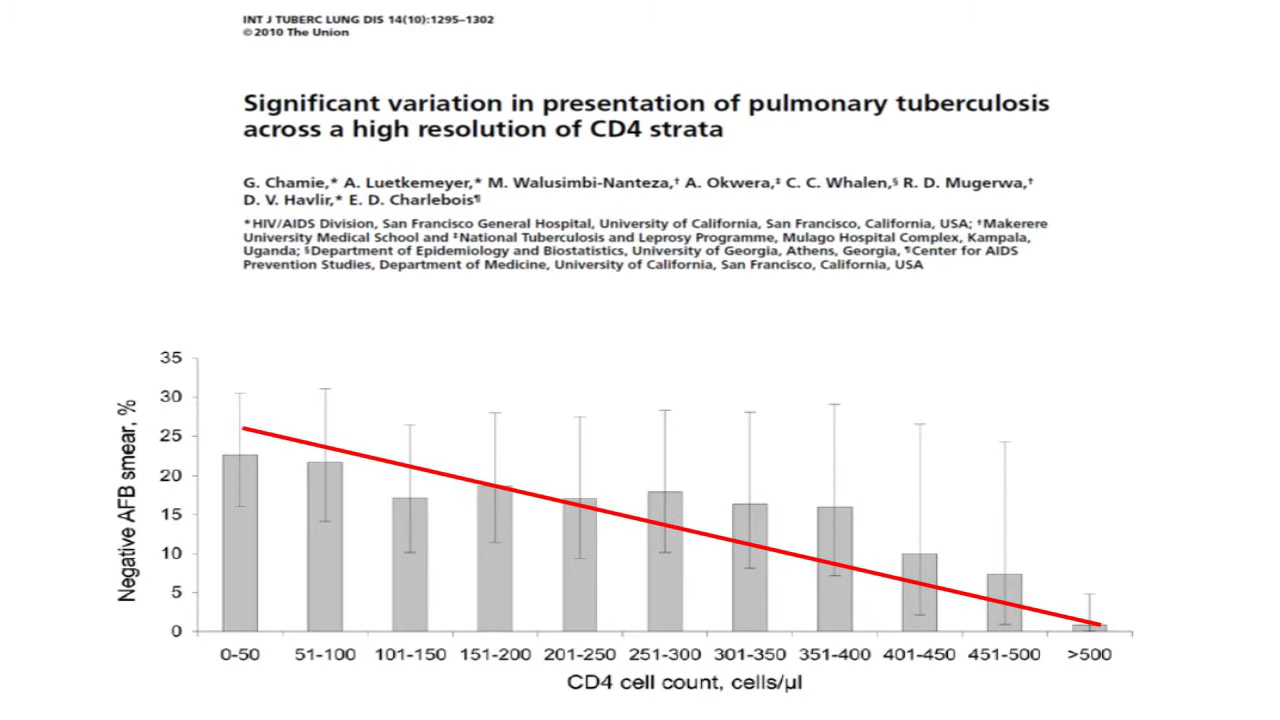 INT J TUBERC LUNG DIS 14(10):1295–1302
©2010 The Union
Significant variation in presentation of pulmonary tuberculosis
across a high resolution of CD4 strata
G. Chamie,* A. Luetkemeyer,* M. Walusimbi-Nanteza,† A. Okwera,‡ C. C. Whalen,§ R. D. Mugerwa,†
D. V. Havlir,* E. D. Charlebois¶
*HIV/AIDS Division, San Francisco General Hospital, University of California, San Francisco, California, USA; †Makerere
University Medical School and ‡National Tuberculosis and Leprosy Programme, Mulago Hospital Complex, Kampala,
Uganda; §Department of Epidemiology and Biostatistics, University of Georgia, Athens, Georgia, ¶Center for AIDS
Prevention Studies, Department of Medicine, University of California, San Francisco, California, USA
Negative AFB smear, %
35
30
25
20
15
10
5
0
0-50 51-100 101-150 151-200 201-250 251-300 301-350 351-400 401-450 451-500 >500
CD4 cell count, cells/µl